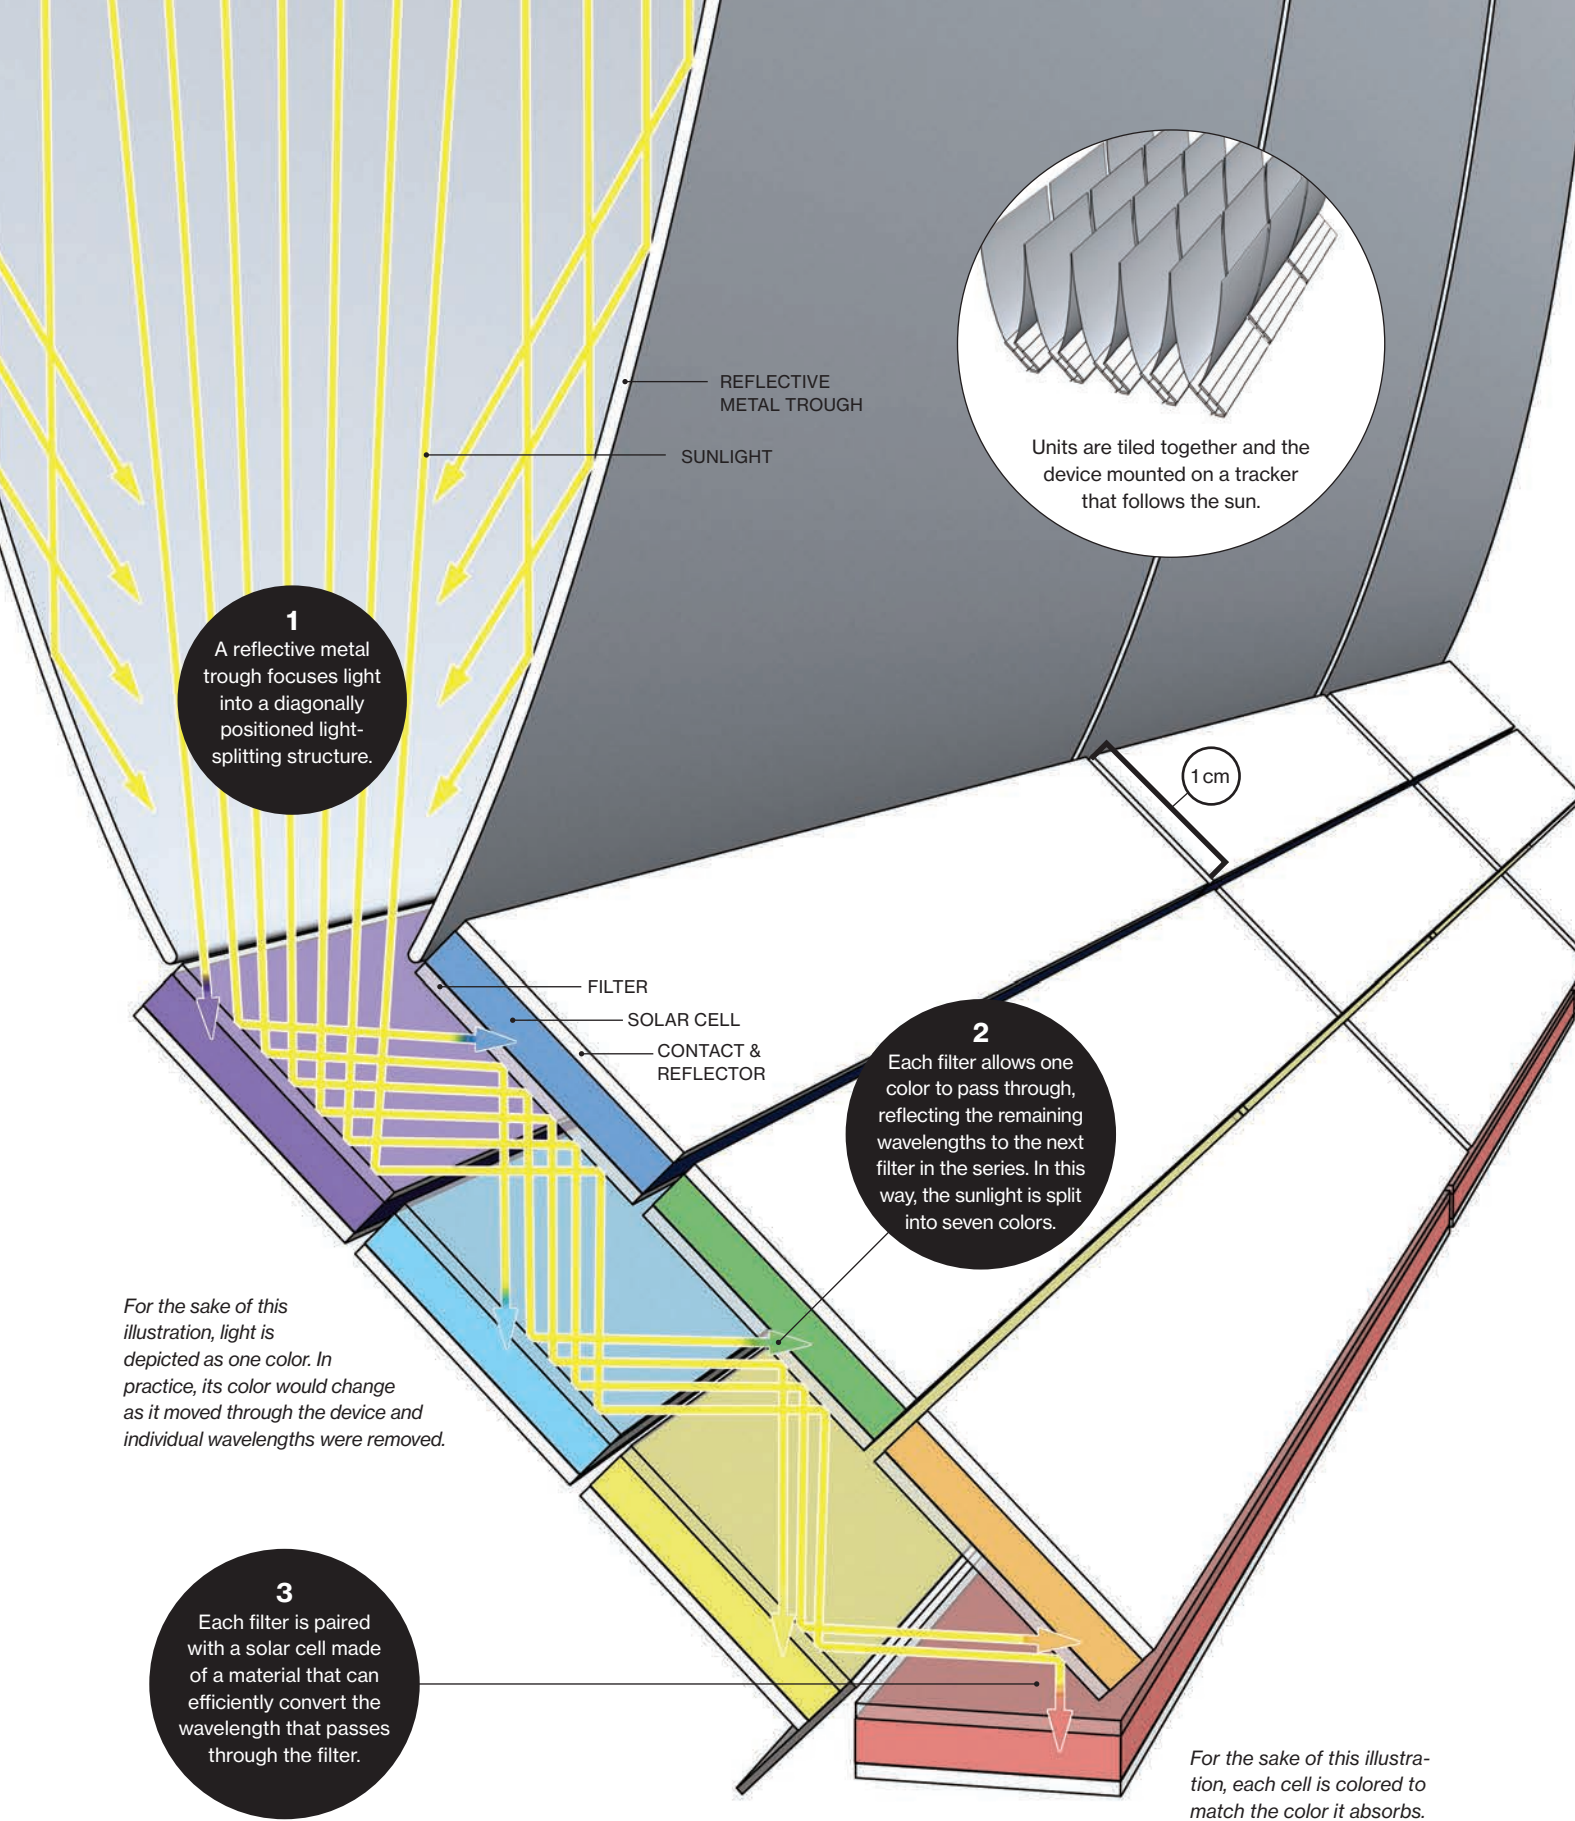 REFLECTIVE
METAL TROUGH
SUNLIGHT
Units are tiled together and the
device mounted on a tracker
that follows the sun.
1
A reflective metal
trough focuses light
into a diagonally
positioned light-
splitting structure.
1 cm
FILTER
SOLAR CELL
CONTACT &
REFLECTOR
2
Each filter allows one
color to pass through,
reflecting the remaining
wavelengths to the next
filter in the series. In this
way, the sunlight is split
into seven colors.
For the sake of this
illustration, light is
depicted as one color. In
practice, its color would change
as it moved through the device and
individual wavelengths were removed.
3
Each filter is paired
with a solar cell made
of a material that can
efficiently convert the
wavelength that passes
through the filter.
For the sake of this illustra-
tion, each cell is colored to
match the color it absorbs.